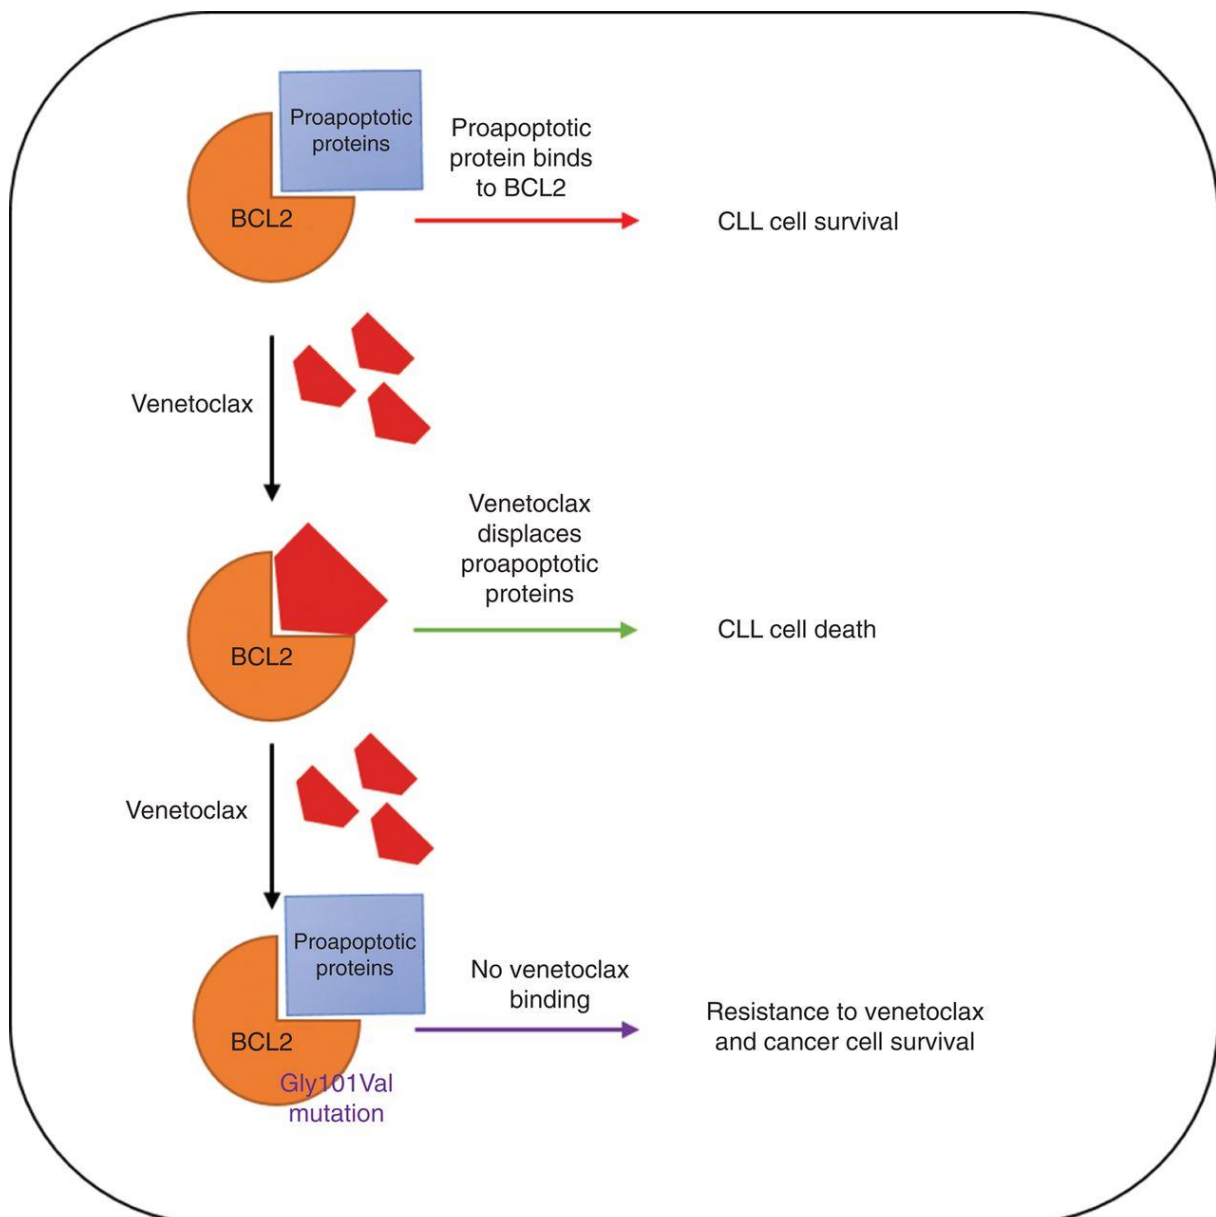 Proapoptotic
proteins
BCL2
Proapoptotic
protein binds
to BCL2
CLL cell survival
Venetoclax
BCL2
Venetoclax
displaces
proapoptotic
proteins
CLL cell death
Venetoclax
Proapoptotic
proteins
BCL2
Gly101Val
mutation
No venetoclax
binding
Resistance to venetoclax
and cancer cell survival